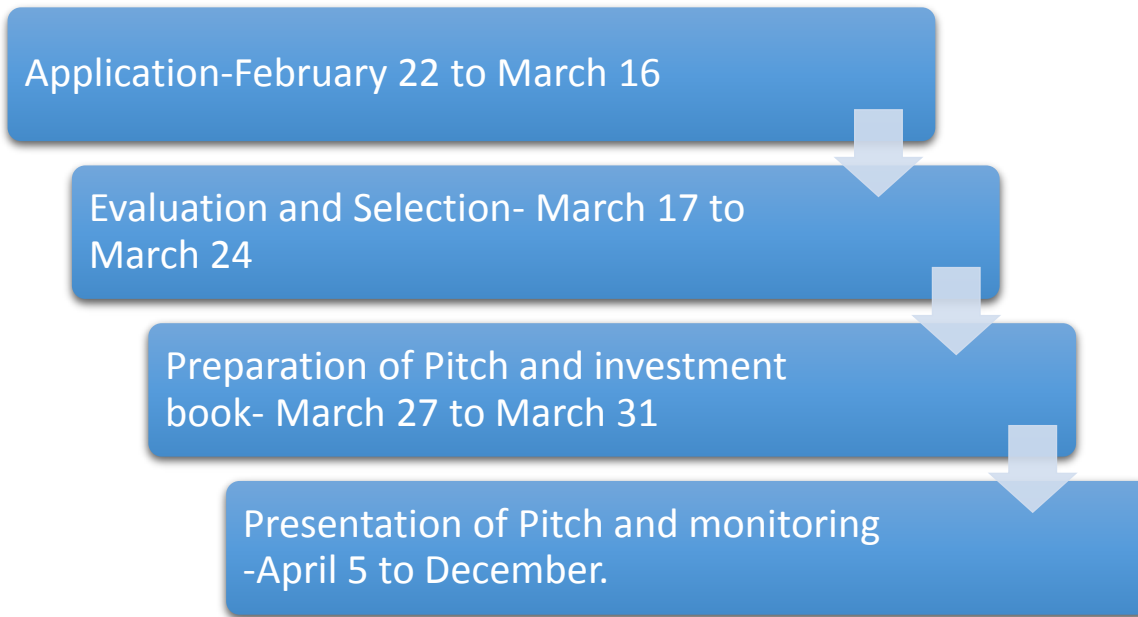 Application-February 22 to March 16
Evaluation and Selection- March 17 to
March 24
Preparation of Pitch and investment
book- March 27 to March 31
Presentation of Pitch and monitoring
-April 5 to December.